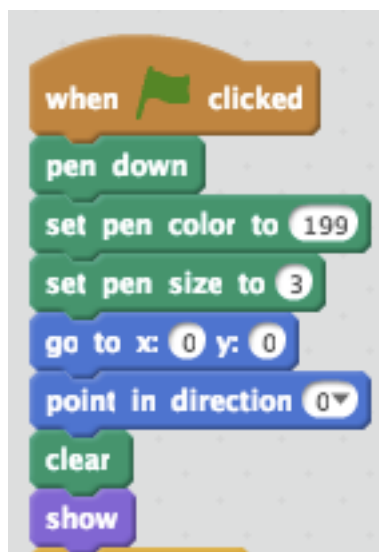 when clicked
pen down
set pen color to 199
set pen size to 3
go to x: 0 y: 0
point in direction 0
clear
show